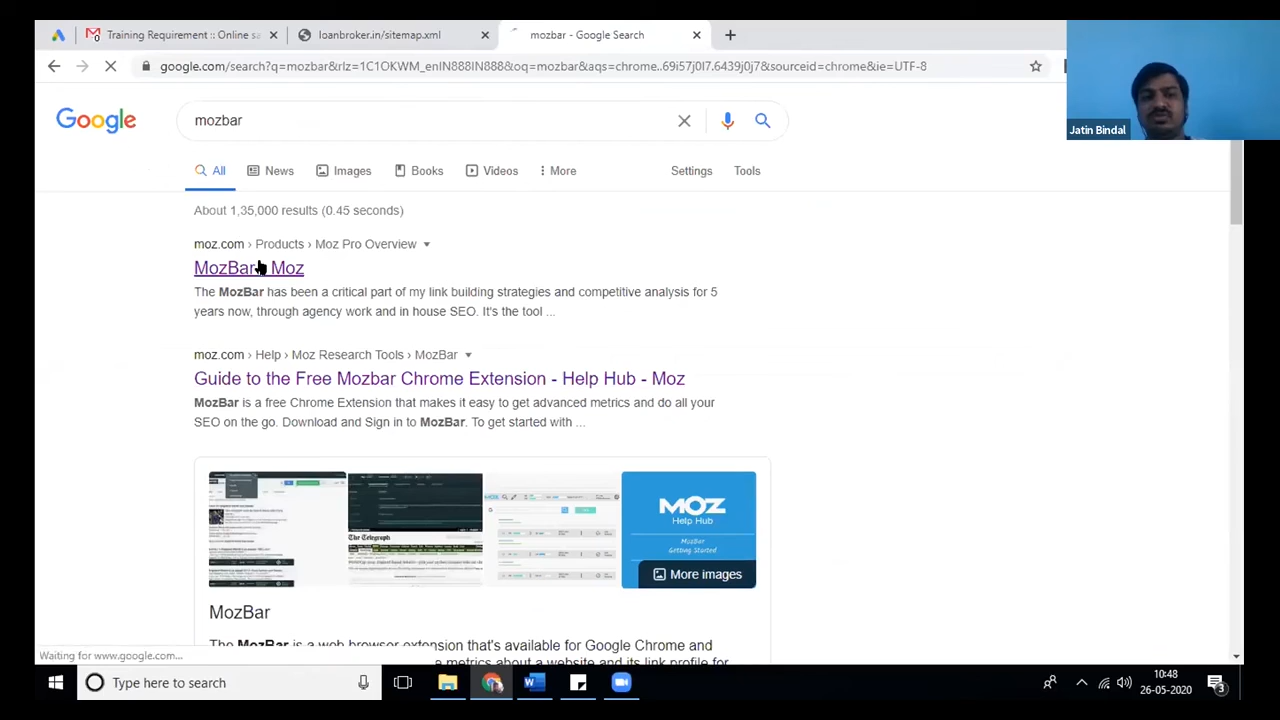 Training Requirement :: Online sa
loanbroker.in/sitemap.xml
mozbar - Google Search
google.com/search?q=mozbar&rlz=1C1OKWM_enIN888IN888&oq=mozbar&aqs=chrome..69i57j0l7.6439j0j7&sourceid=chrome&ie=UTF-8
Jatin Bindal
Google
mozbar
All News Images Books Videos More Settings Tools
About 1,35,000 results (0.45 seconds)
moz.com › Products › Moz Pro Overview
MozBar - Moz
The MozBar has been a critical part of my link building strategies and competitive analysis for 5
years now, through agency work and in house SEO. It's the tool ...
moz.com › Help › Moz Research Tools › MozBar
Guide to the Free Mozbar Chrome Extension - Help Hub - Moz
MozBar is a free Chrome Extension that makes it easy to get advanced metrics and do all your
SEO on the go. Download and Sign in to MozBar. To get started with ...
The Telegraph
MOZ
Help Hub
MozBar
Getting Started
More images
MozBar
The MozBar is a web browser extension that's available for Google Chrome and
e metrics about a website and its link profile for
Waiting for www.google.com...
Type here to search
10:48
26-05-2020
3